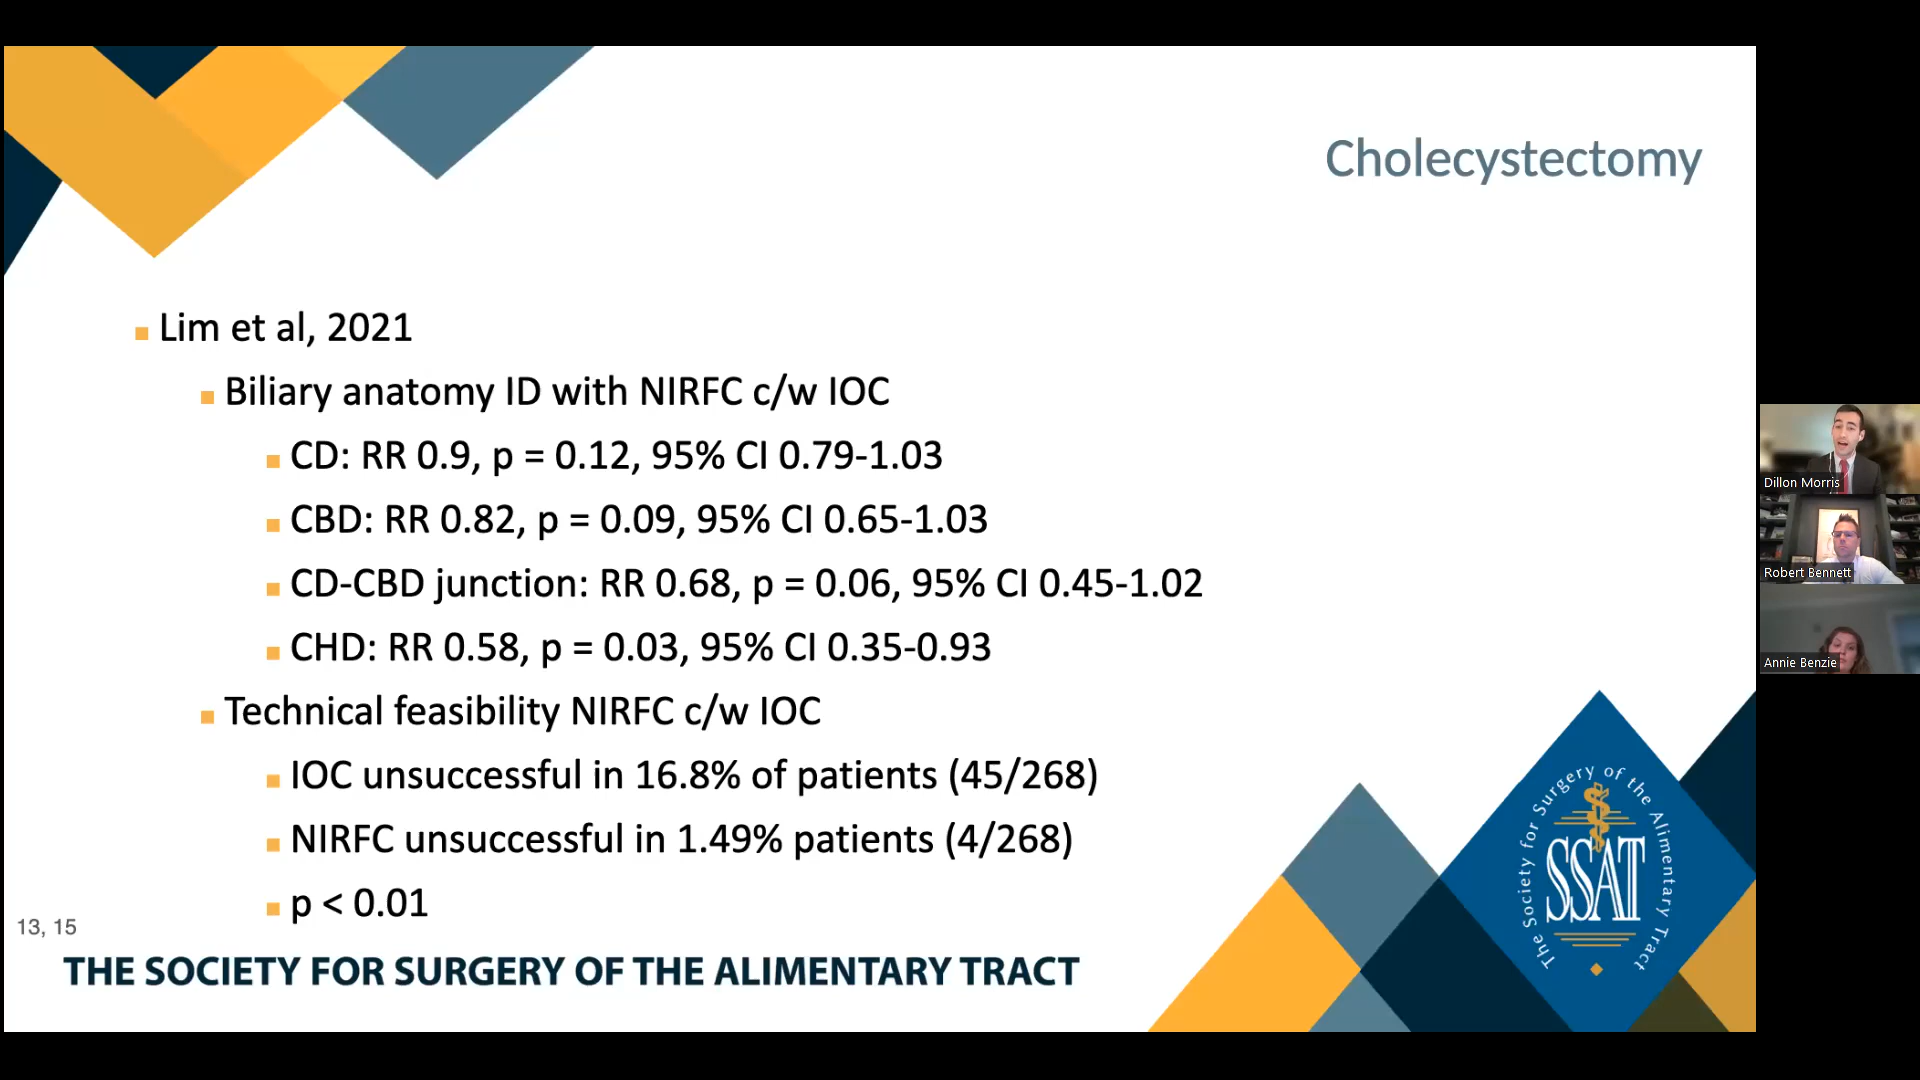 Cholecystectomy
Lim et al, 2021
Biliary anatomy ID with NIRFC c/w IOC
CD: RR 0.9, p = 0.12, 95% CI 0.79-1.03
CBD: RR 0.82, p = 0.09, 95% CI 0.65-1.03
CD-CBD junction: RR 0.68, p = 0.06, 95% CI 0.45-1.02
CHD: RR 0.58, p = 0.03, 95% CI 0.35-0.93
Technical feasibility NIRFC c/w IOC
IOC unsuccessful in 16.8% of patients (45/268)
NIRFC unsuccessful in 1.49% patients (4/268)
p < 0.01
13, 15
THE SOCIETY FOR SURGERY OF THE ALIMENTARY TRACT
The Society for Surgery of the Alimentary Tract
SSAT
Dillon Morris
Robert Bennett
Annie Benzie